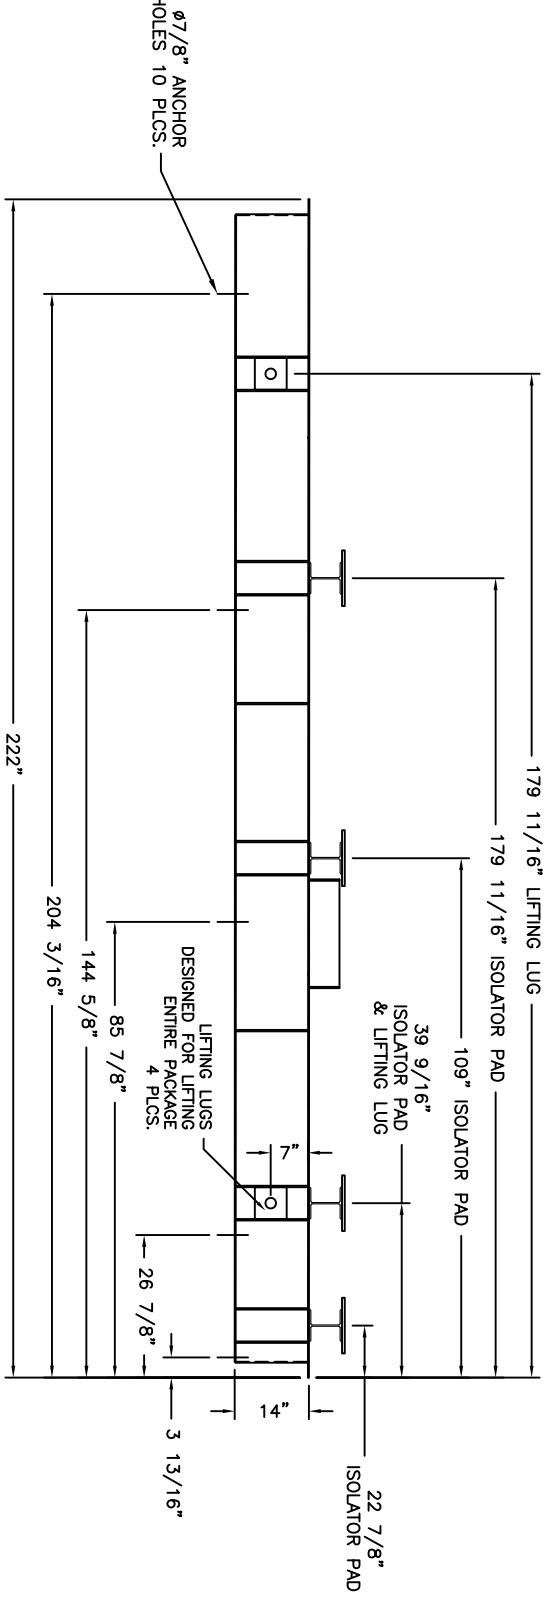 179 11/16" LIFTING LUG
179 11/16" ISOLATOR PAD
109" ISOLATOR PAD
39 9/16"
ISOLATOR PAD
& LIFTING LUG
22 7/8"
ISOLATOR PAD
7"
14"
LIFTING LUGS
DESIGNED FOR LIFTING
ENTIRE PACKAGE
4 PLCS.
ø7/8" ANCHOR
HOLES 10 PLCS.
3 13/16"
26 7/8"
85 7/8"
144 5/8"
204 3/16"
222"